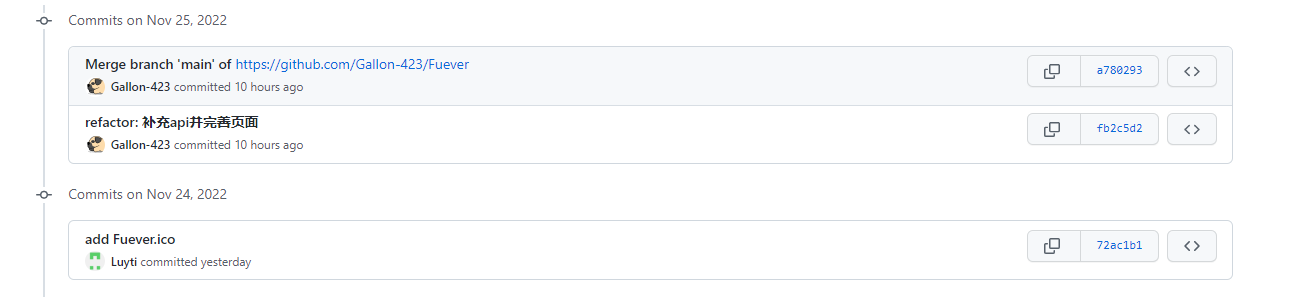 Commits on Nov 25, 2022
Merge branch 'main' of https://github.com/Gallon-423/Fuever
a780293
Gallon-423 committed 10 hours ago
refactor: 补充api并完善页面
fb2c5d2
Gallon-423 committed 10 hours ago
Commits on Nov 24, 2022
add Fuever.ico
72ac1b1
Luyti committed yesterday